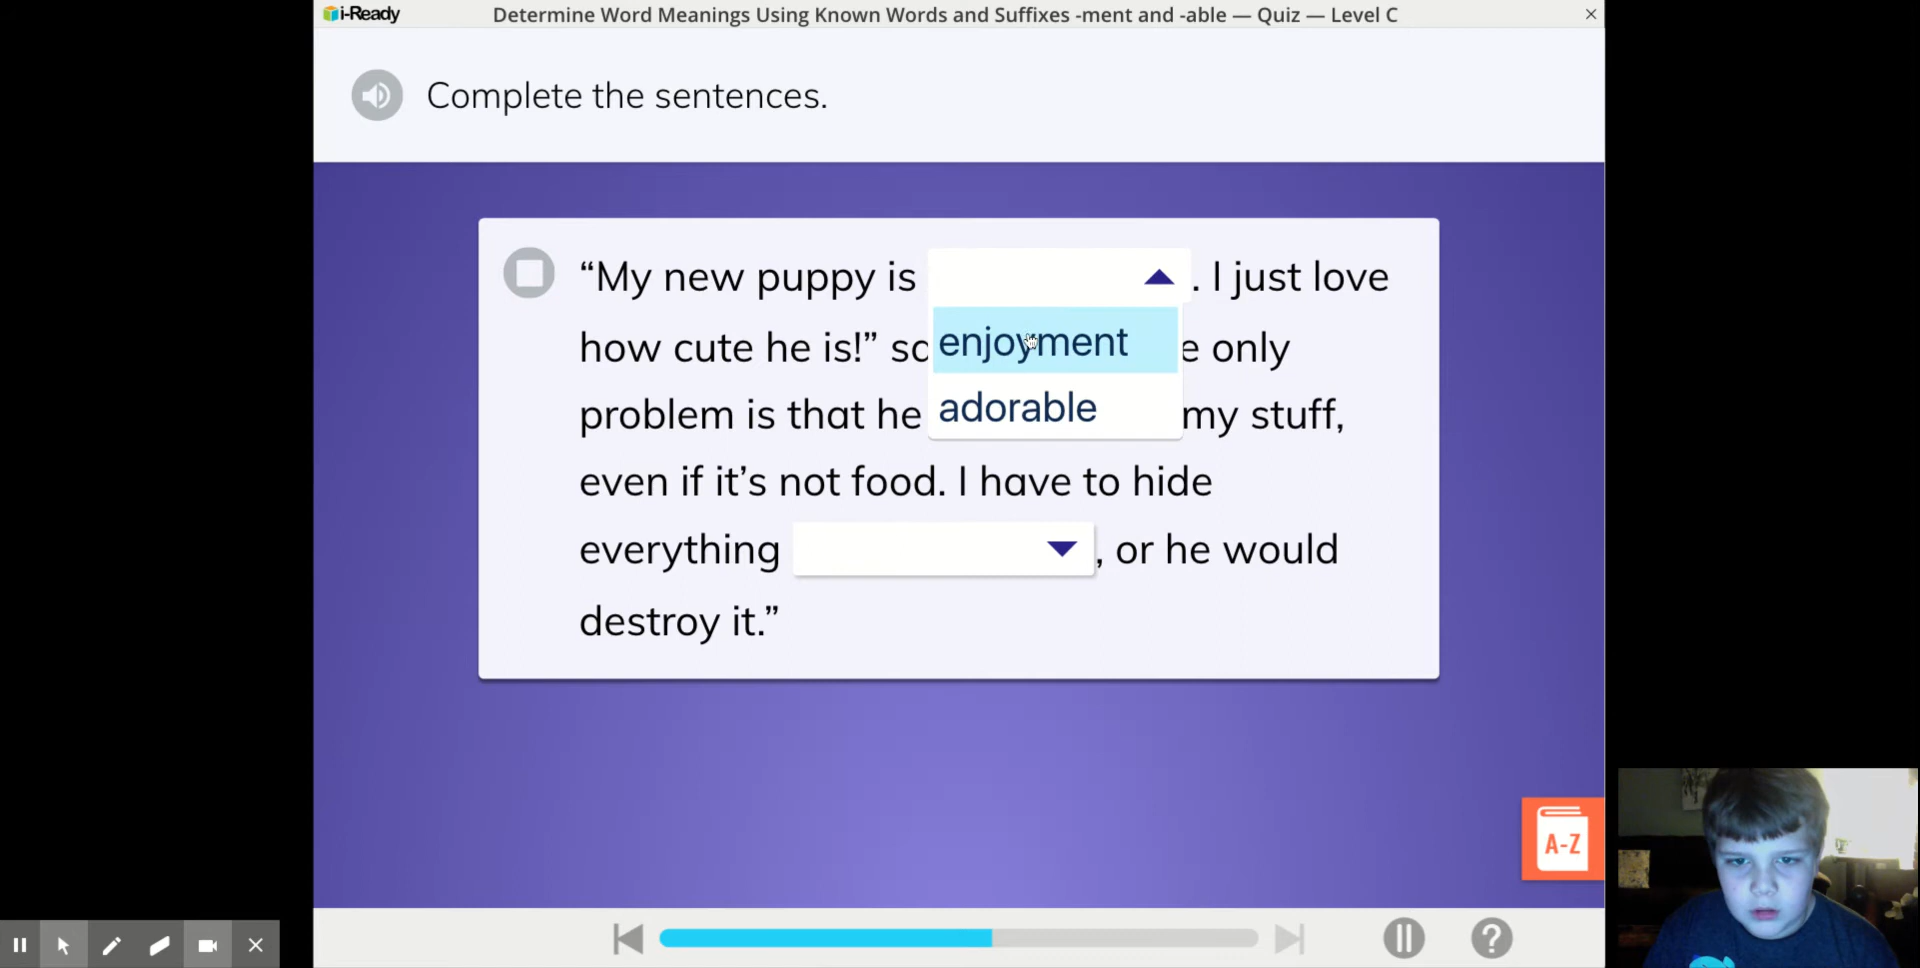 i-Ready
Determine Word Meanings Using Known Words and Suffixes -ment and -able — Quiz — Level C
Complete the sentences.
“My new puppy is . I just love
enjoyment
adorable
how cute he is!” e only
problem is that he my stuff,
even if it’s not food. I have to hide
everything , or he would
destroy it.”
A-Z
?